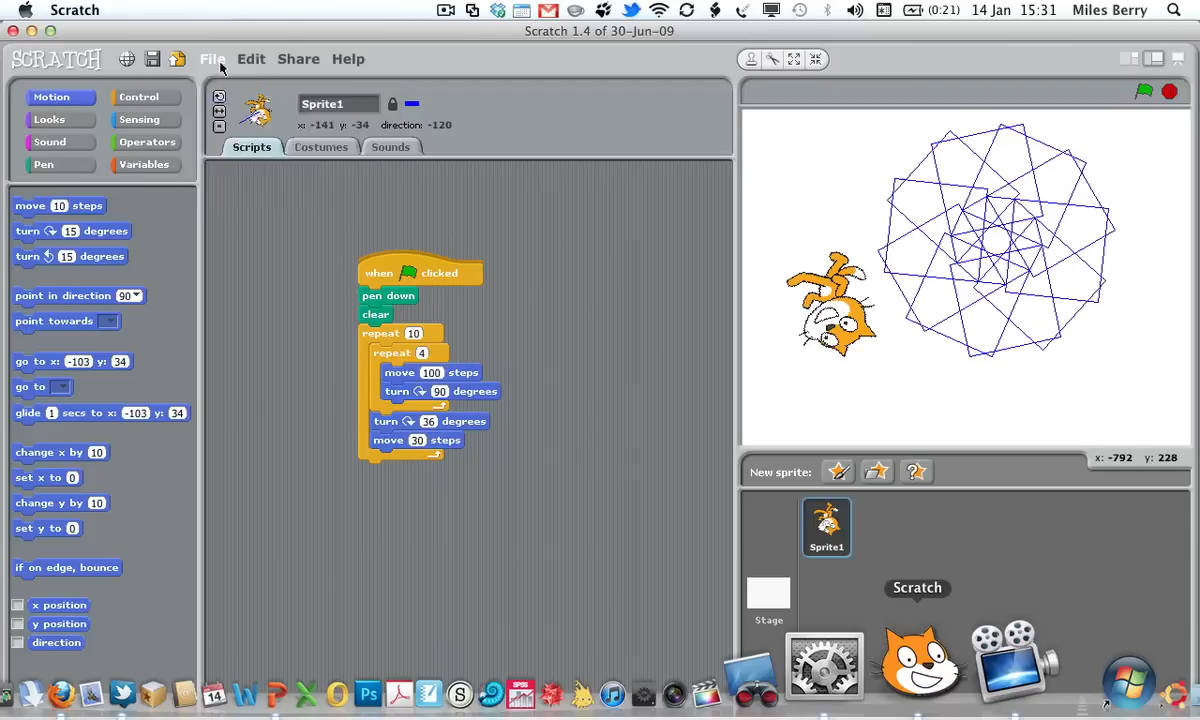 Scratch
(0:21) 14 Jan 15:31 Miles Berry
Scratch 1.4 of 30-Jun-09
SCRATCH File Edit Share Help
Motion Control
Looks Sensing
Sound Operators
Pen Variables
Sprite1
x: -141 y: -34 direction: -120
Scripts Costumes Sounds
move 10 steps
turn 15 degrees
turn 15 degrees
point in direction 90
point towards
go to x: -103 y: 34
go to
glide 1 secs to x: -103 y: 34
change x by 10
set x to 0
change y by 10
set y to 0
if on edge, bounce
x position
y position
direction
when clicked
pen down
clear
repeat 10
repeat 4
move 100 steps
turn 90 degrees
turn 36 degrees
move 30 steps
x: -792 y: 228
New sprite:
Sprite1
Stage
Scratch
14
Ps
S
SPSS